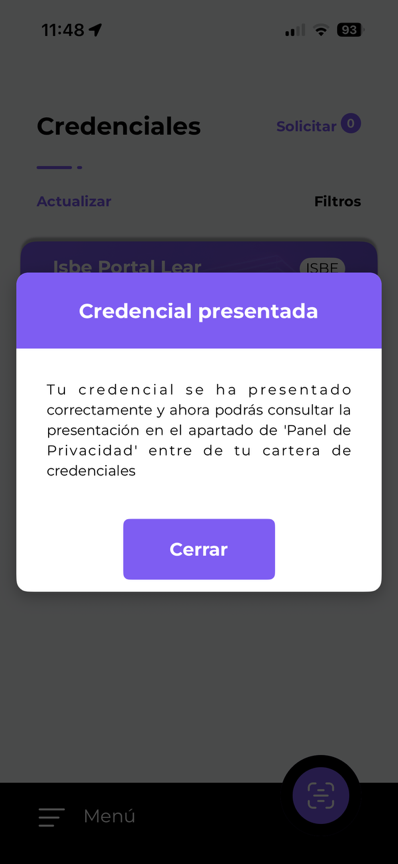 11:48
93
Credenciales
Solicitar 0
Actualizar
Filtros
Isbe Portal Lear
ISBE
Credencial presentada
Tu credencial se ha presentado
correctamente y ahora podrás consultar la
presentación en el apartado de 'Panel de
Privacidad' entre de tu cartera de
credenciales
Cerrar
Menú